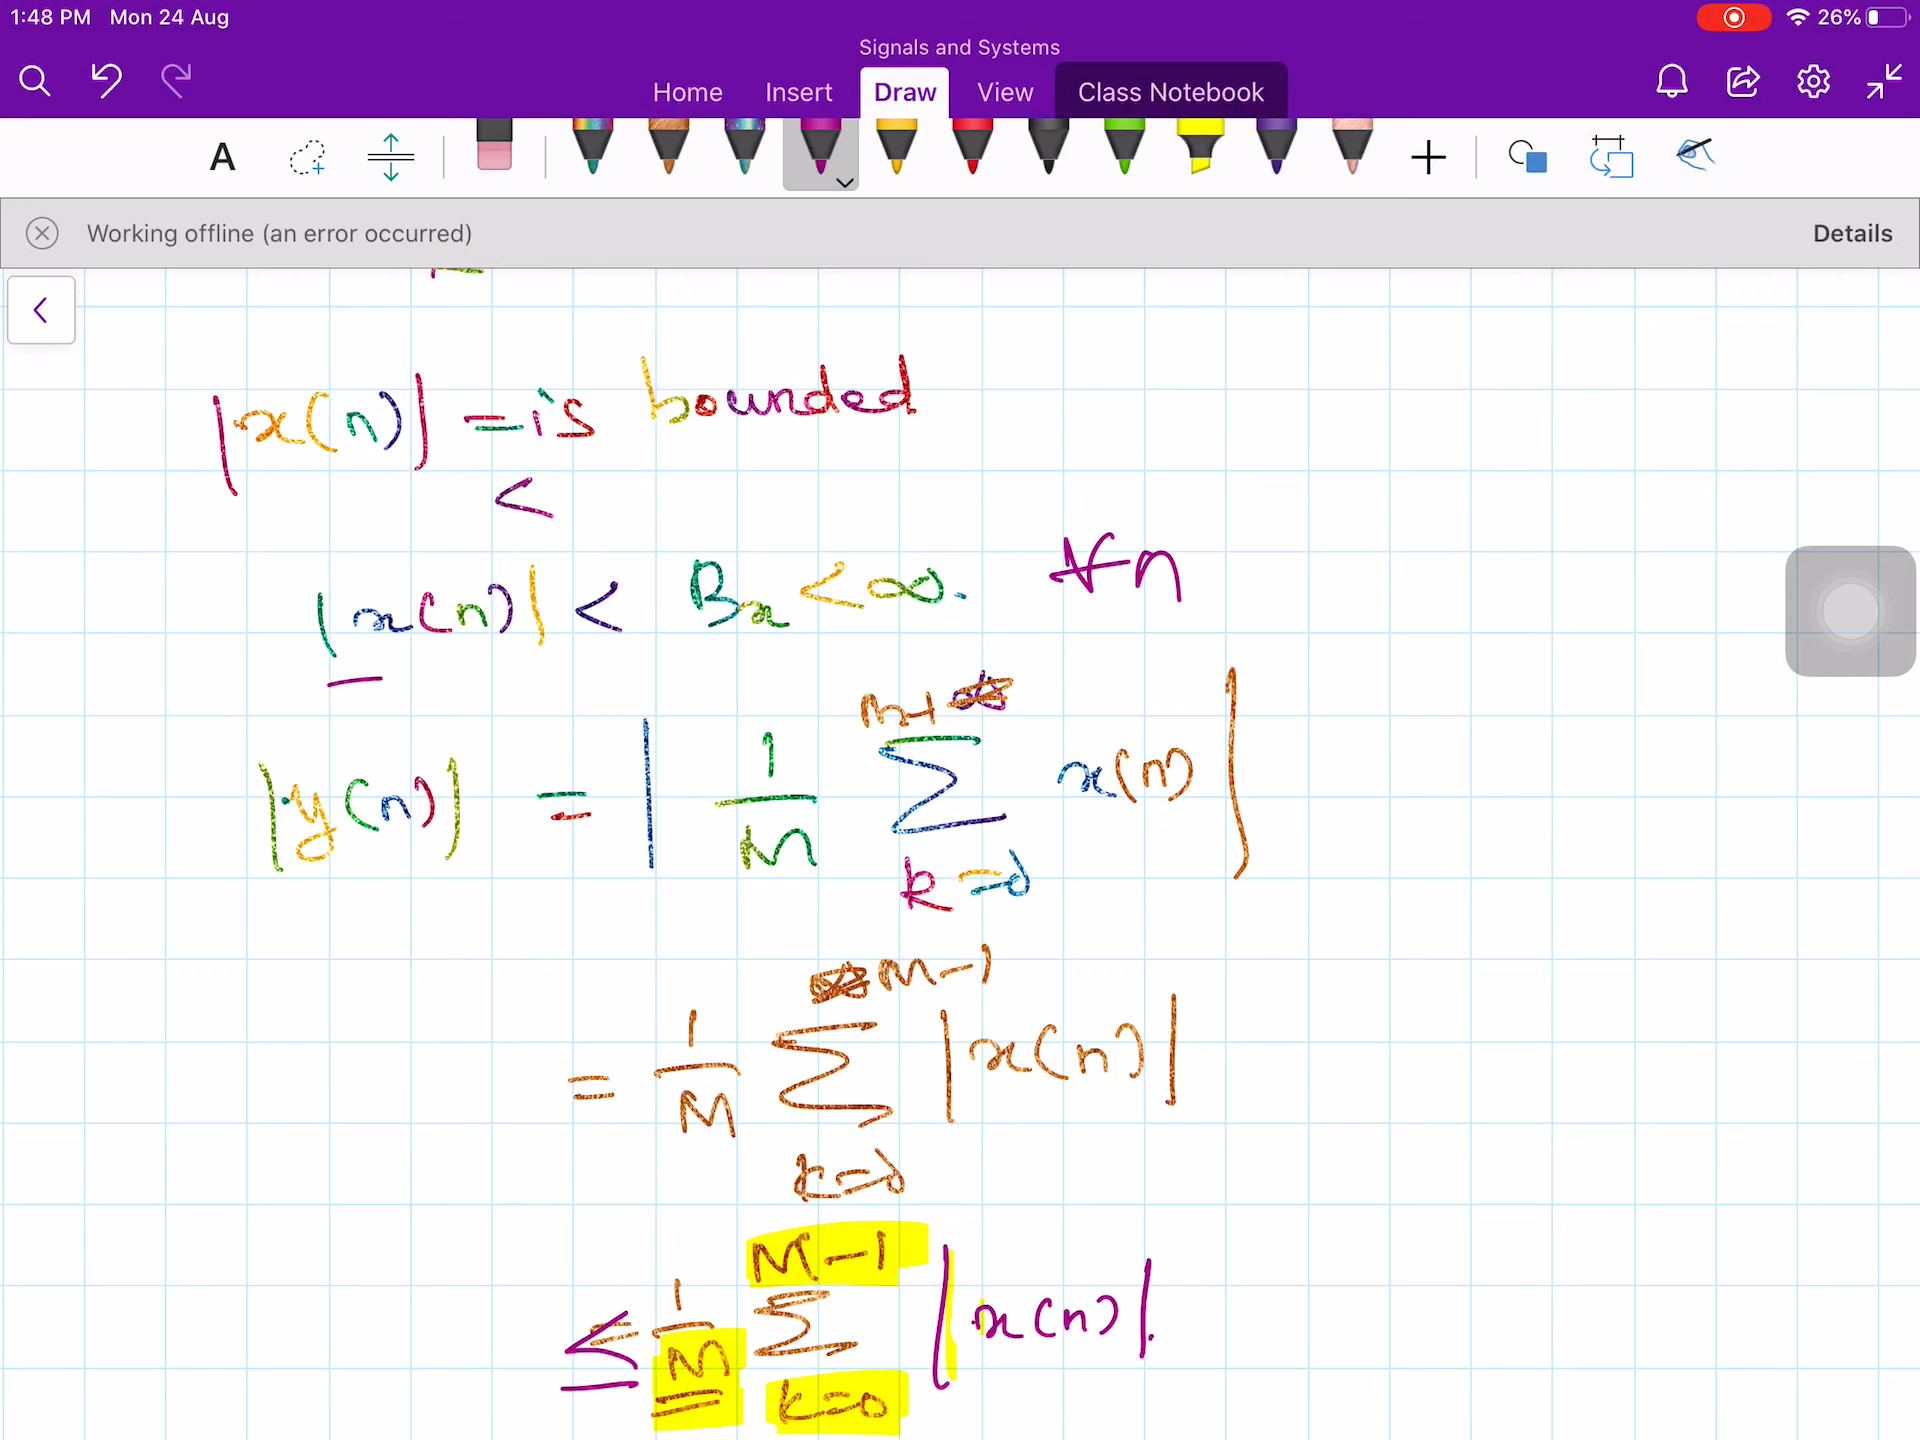 1:48 PM Mon 24 Aug
26%
Signals and Systems
Home Insert Draw View Class Notebook
A
Working offline (an error occurred) Details
|x(n)| = is bounded
<
|x(n)| < Bx < ∞. ∀n
M-1
|y(n)| = | 1/M Σ x(n) |
k=0
M-1
= 1/M Σ |x(n)|
k=0
M-1
≤ = 1/M Σ |x(n)|.
k=0